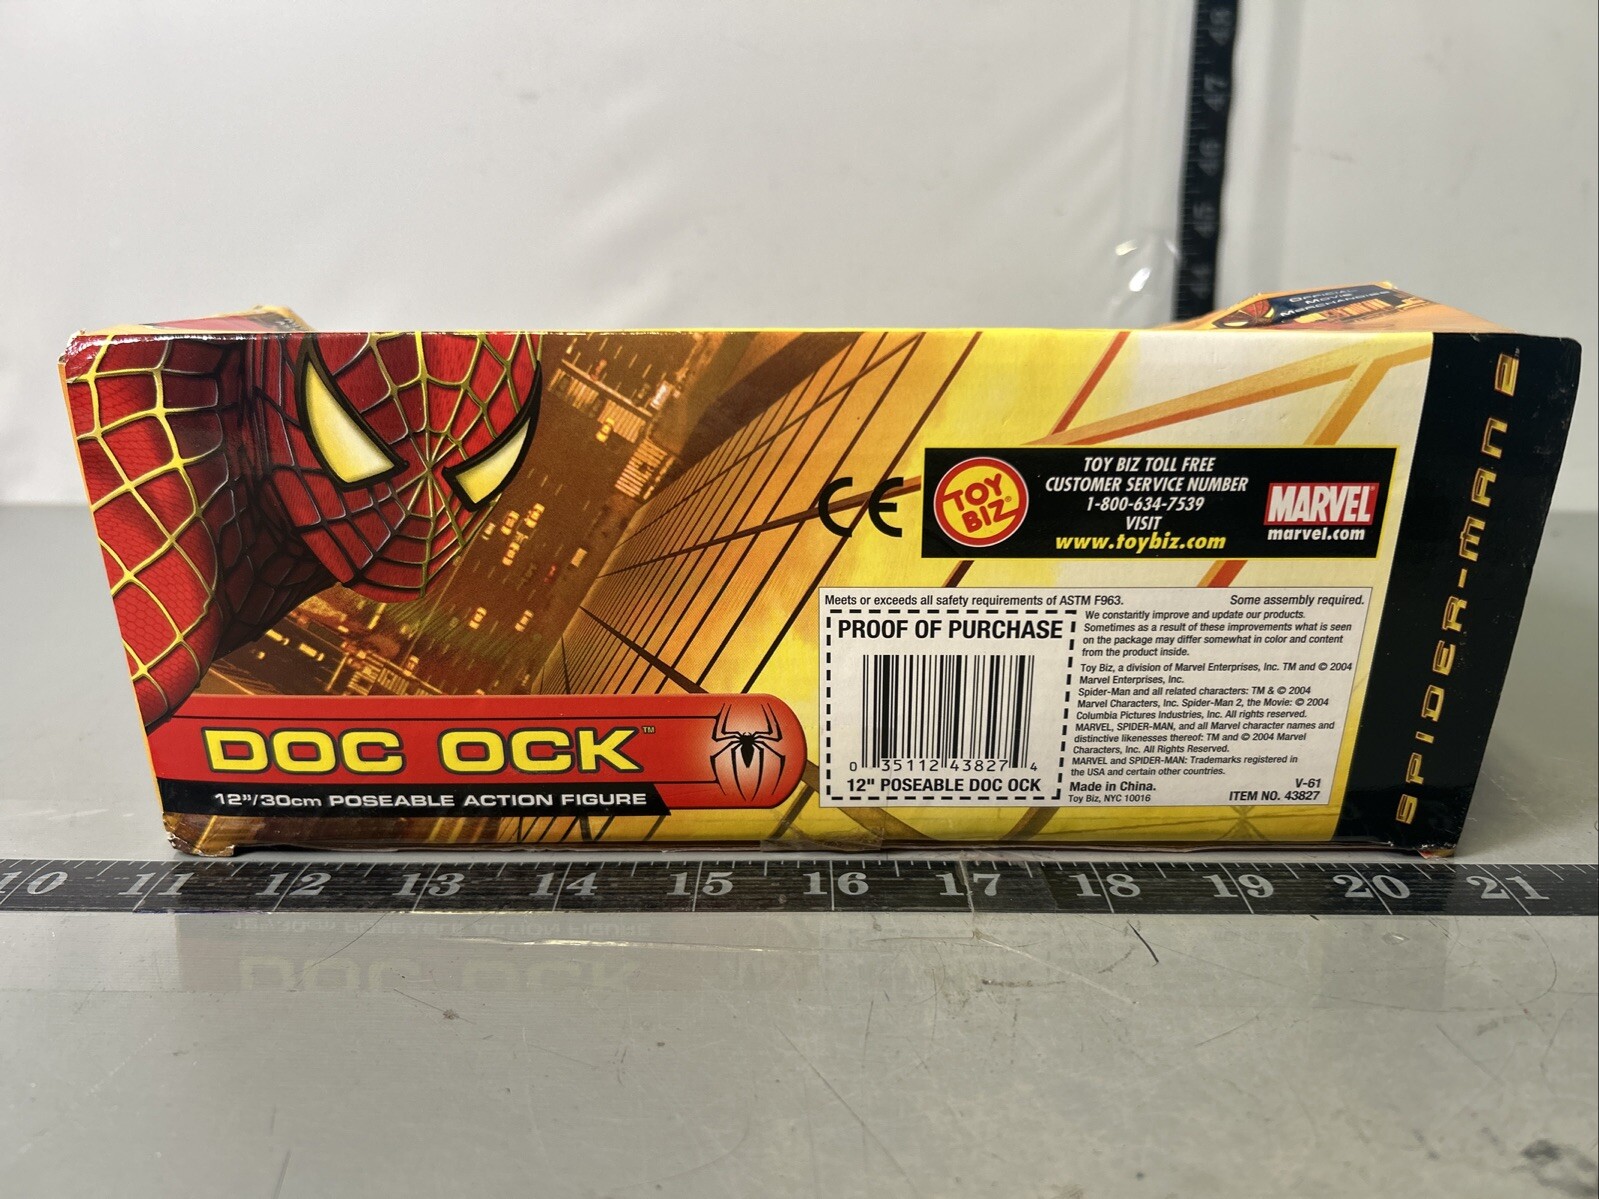 48
47
46
45
44
OFFICIAL
MOVIE
MERCHANDISE
SPIDER-MAN 2™
TOY BIZ®
TOY BIZ TOLL FREE
CUSTOMER SERVICE NUMBER
1-800-634-7539
VISIT
www.toybiz.com
MARVEL®
marvel.com
CE
Meets or exceeds all safety requirements of ASTM F963.
Some assembly required.
PROOF OF PURCHASE
0 35112 43827 4
12" POSEABLE DOC OCK
We constantly improve and update our products.
Sometimes as a result of these improvements what is seen
on the package may differ somewhat in color and content
from the product inside.
Toy Biz, a division of Marvel Enterprises, Inc. TM and © 2004
Marvel Enterprises, Inc.
Spider-Man and all related characters: TM & © 2004
Marvel Characters, Inc. Spider-Man 2, the Movie: © 2004
Columbia Pictures Industries, Inc. All rights reserved.
MARVEL, SPIDER-MAN, and all Marvel character names and
distinctive likenesses thereof: TM and © 2004 Marvel
Characters, Inc. All Rights Reserved.
MARVEL and SPIDER-MAN: Trademarks registered in
the USA and certain other countries.
Made in China.
Toy Biz, NYC 10016
V-61
ITEM NO. 43827
DOC OCK™
12"/30cm POSEABLE ACTION FIGURE
10 11 12 13 14 15 16 17 18 19 20 21